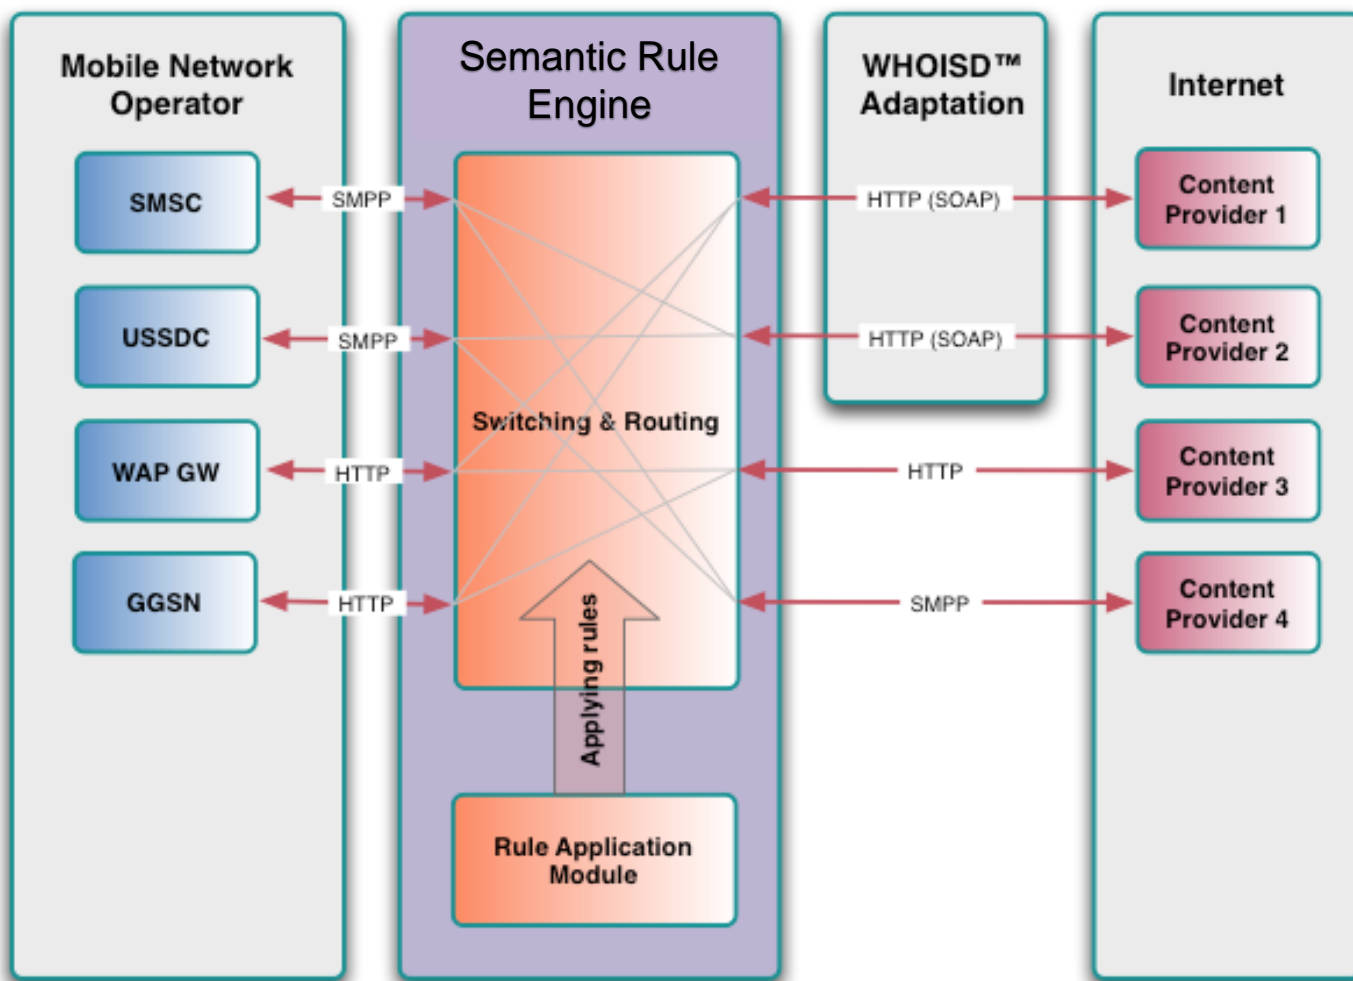 Mobile Network
Operator
SMSC
USSDC
WAP GW
GGSN
SMPP
SMPP
HTTP
HTTP
Semantic Rule
Engine
Switching & Routing
Applying rules
Rule Application
Module
WHOISD™
Adaptation
HTTP (SOAP)
HTTP (SOAP)
HTTP
SMPP
Internet
Content
Provider 1
Content
Provider 2
Content
Provider 3
Content
Provider 4